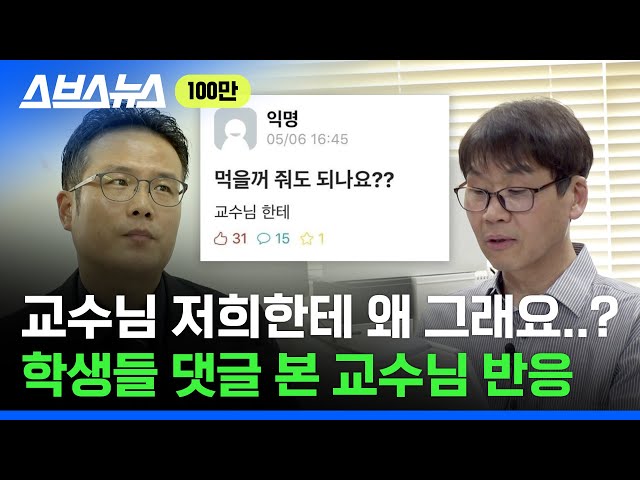 스브스뉴스
100만
익명
05/06 16:45
먹을꺼 줘도 되나요??
교수님 한테
31 15 1
교수님 저희한테 왜 그래요..?
학생들 댓글 본 교수님 반응